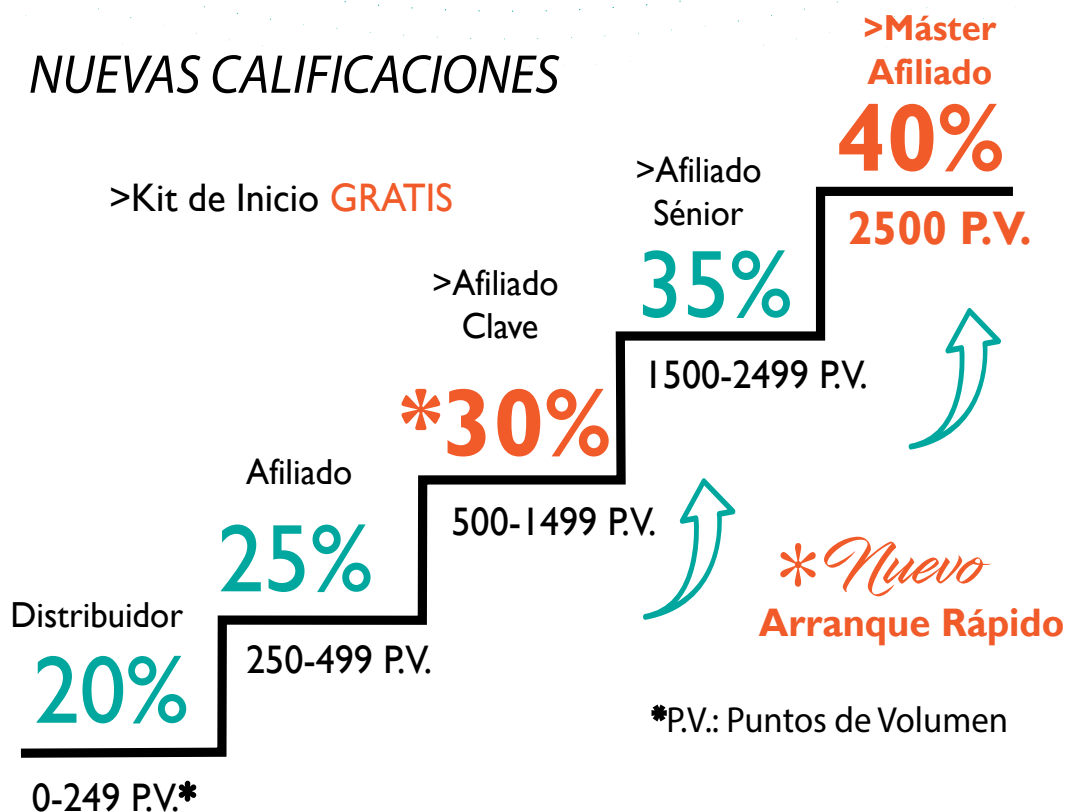 NUEVAS CALIFICACIONES
>Kit de Inicio GRATIS
>Máster
Afiliado
40%
2500 P.V.
>Afiliado
Sénior
35%
1500-2499 P.V.
>Afiliado
Clave
*30%
500-1499 P.V.
Afiliado
25%
250-499 P.V.
Distribuidor
20%
0-249 P.V.*
*Nuevo
Arranque Rápido
*P.V.: Puntos de Volumen